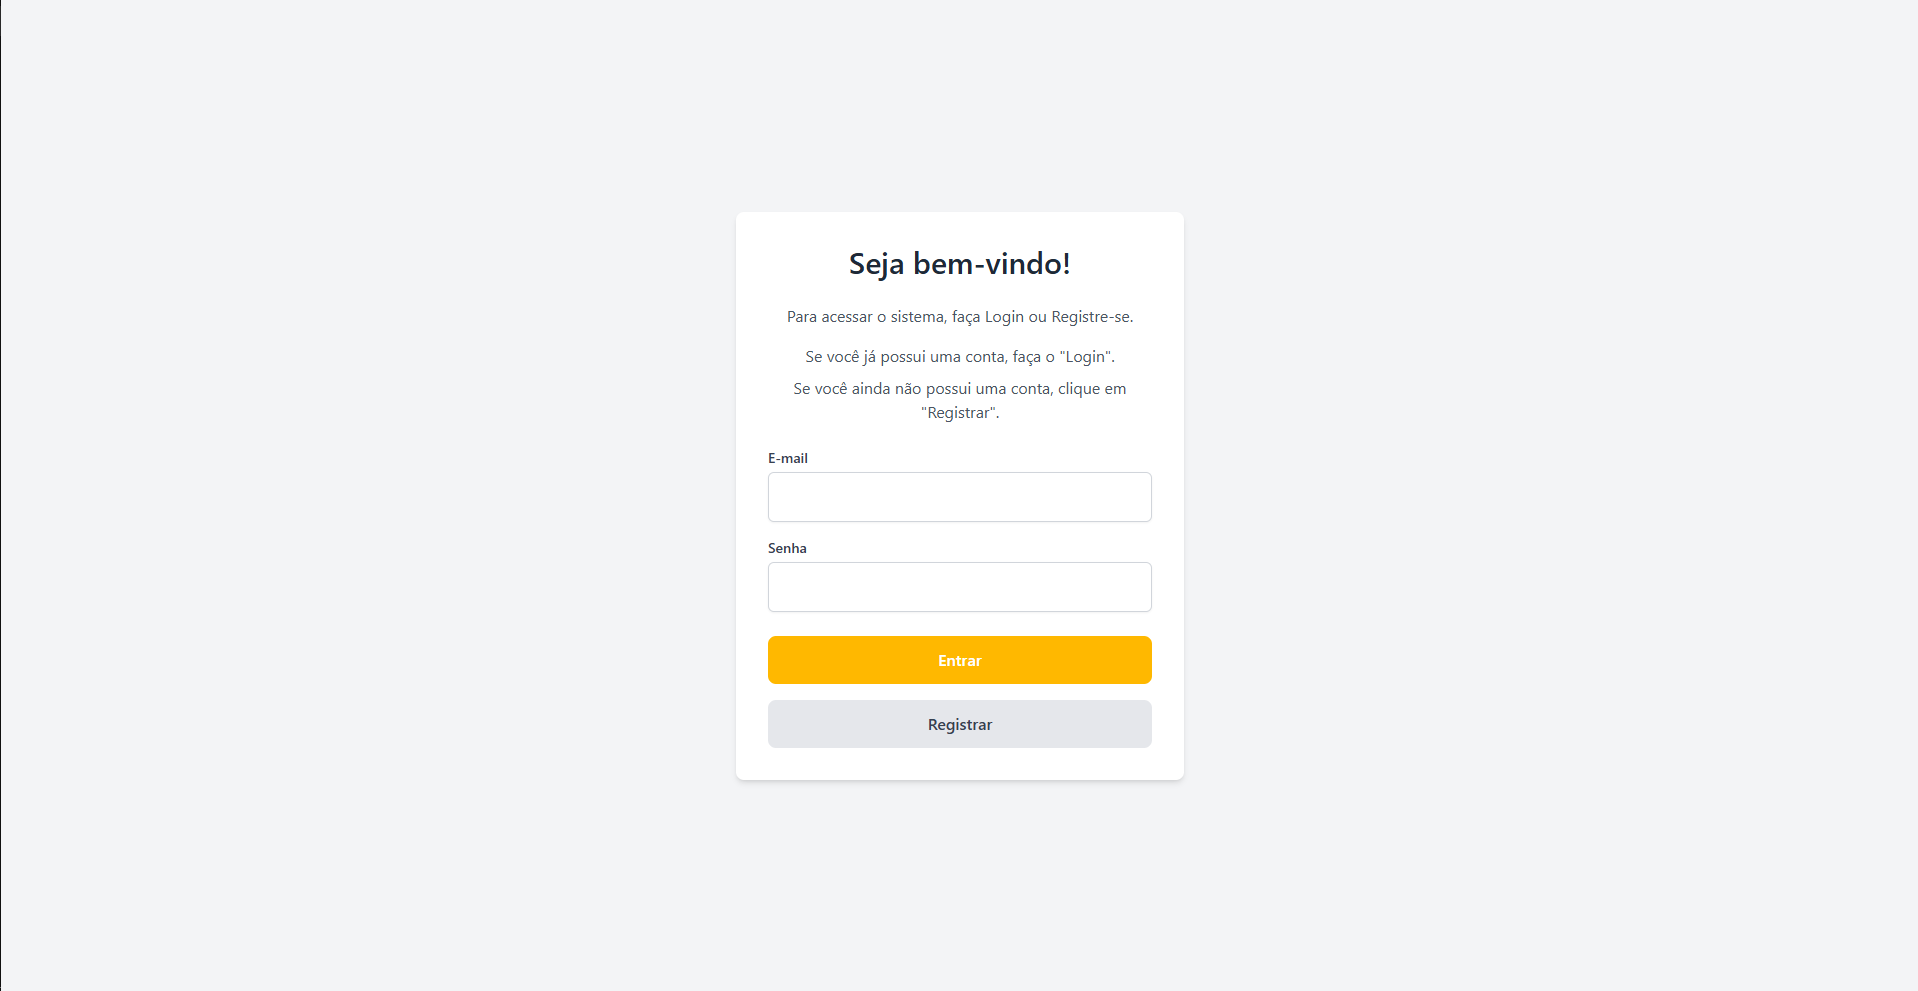 Seja bem-vindo!
Para acessar o sistema, faça Login ou Registre-se.
Se você já possui uma conta, faça o "Login".
Se você ainda não possui uma conta, clique em
"Registrar".
E-mail
Senha
Entrar
Registrar